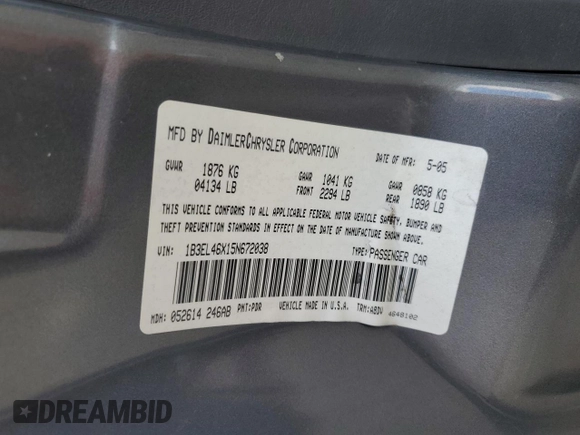 MFD BY DAIMLERCHRYSLER CORPORATION DATE OF MFR: 5-05
GVWR 1876 KG GAWR 1041 KG GAWR 0858 KG
04134 LB FRONT 2294 LB REAR 1890 LB
THIS VEHICLE CONFORMS TO ALL APPLICABLE FEDERAL MOTOR VEHICLE SAFETY, BUMPER AND
THEFT PREVENTION STANDARDS IN EFFECT ON THE DATE OF MANUFACTURE SHOWN ABOVE.
VIN: 1B3EL46X15N672038 TYPE: PASSENGER CAR
MDH: 052614 246AB PNT: PDR VEHICLE MADE IN U.S.A. TRM: ABDV 4648102
DREAMBID